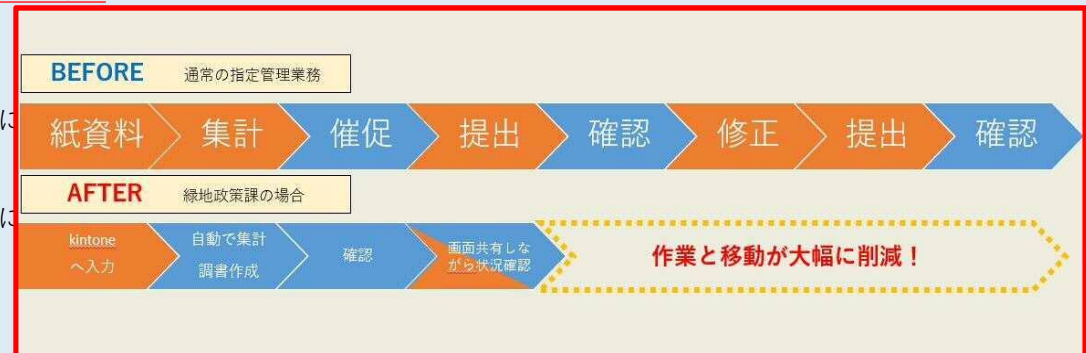 BEFORE 通常の指定管理業務
に
紙資料 集計 催促 提出 確認 修正 提出 確認
AFTER 緑地政策課の場合
に
kintone
へ入力
自動で集計
調書作成
確認
画面共有しな
がら状況確認
作業と移動が大幅に削減！